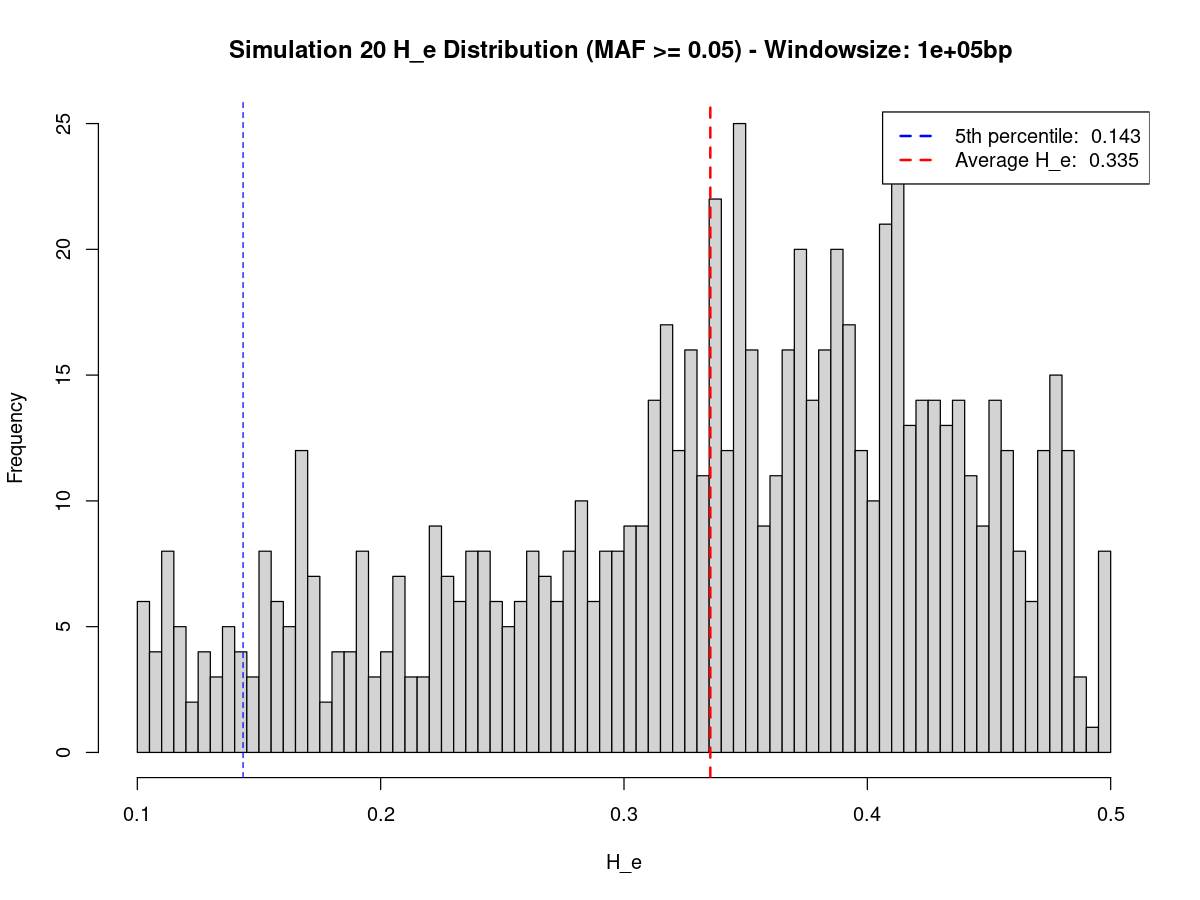 Simulation 20 H_e Distribution (MAF >= 0.05) - Windowsize: 1e+05bp
5th percentile: 0.143
Average H_e: 0.335
Frequency
25
20
15
10
5
0
0.1 0.2 0.3 0.4 0.5
H_e